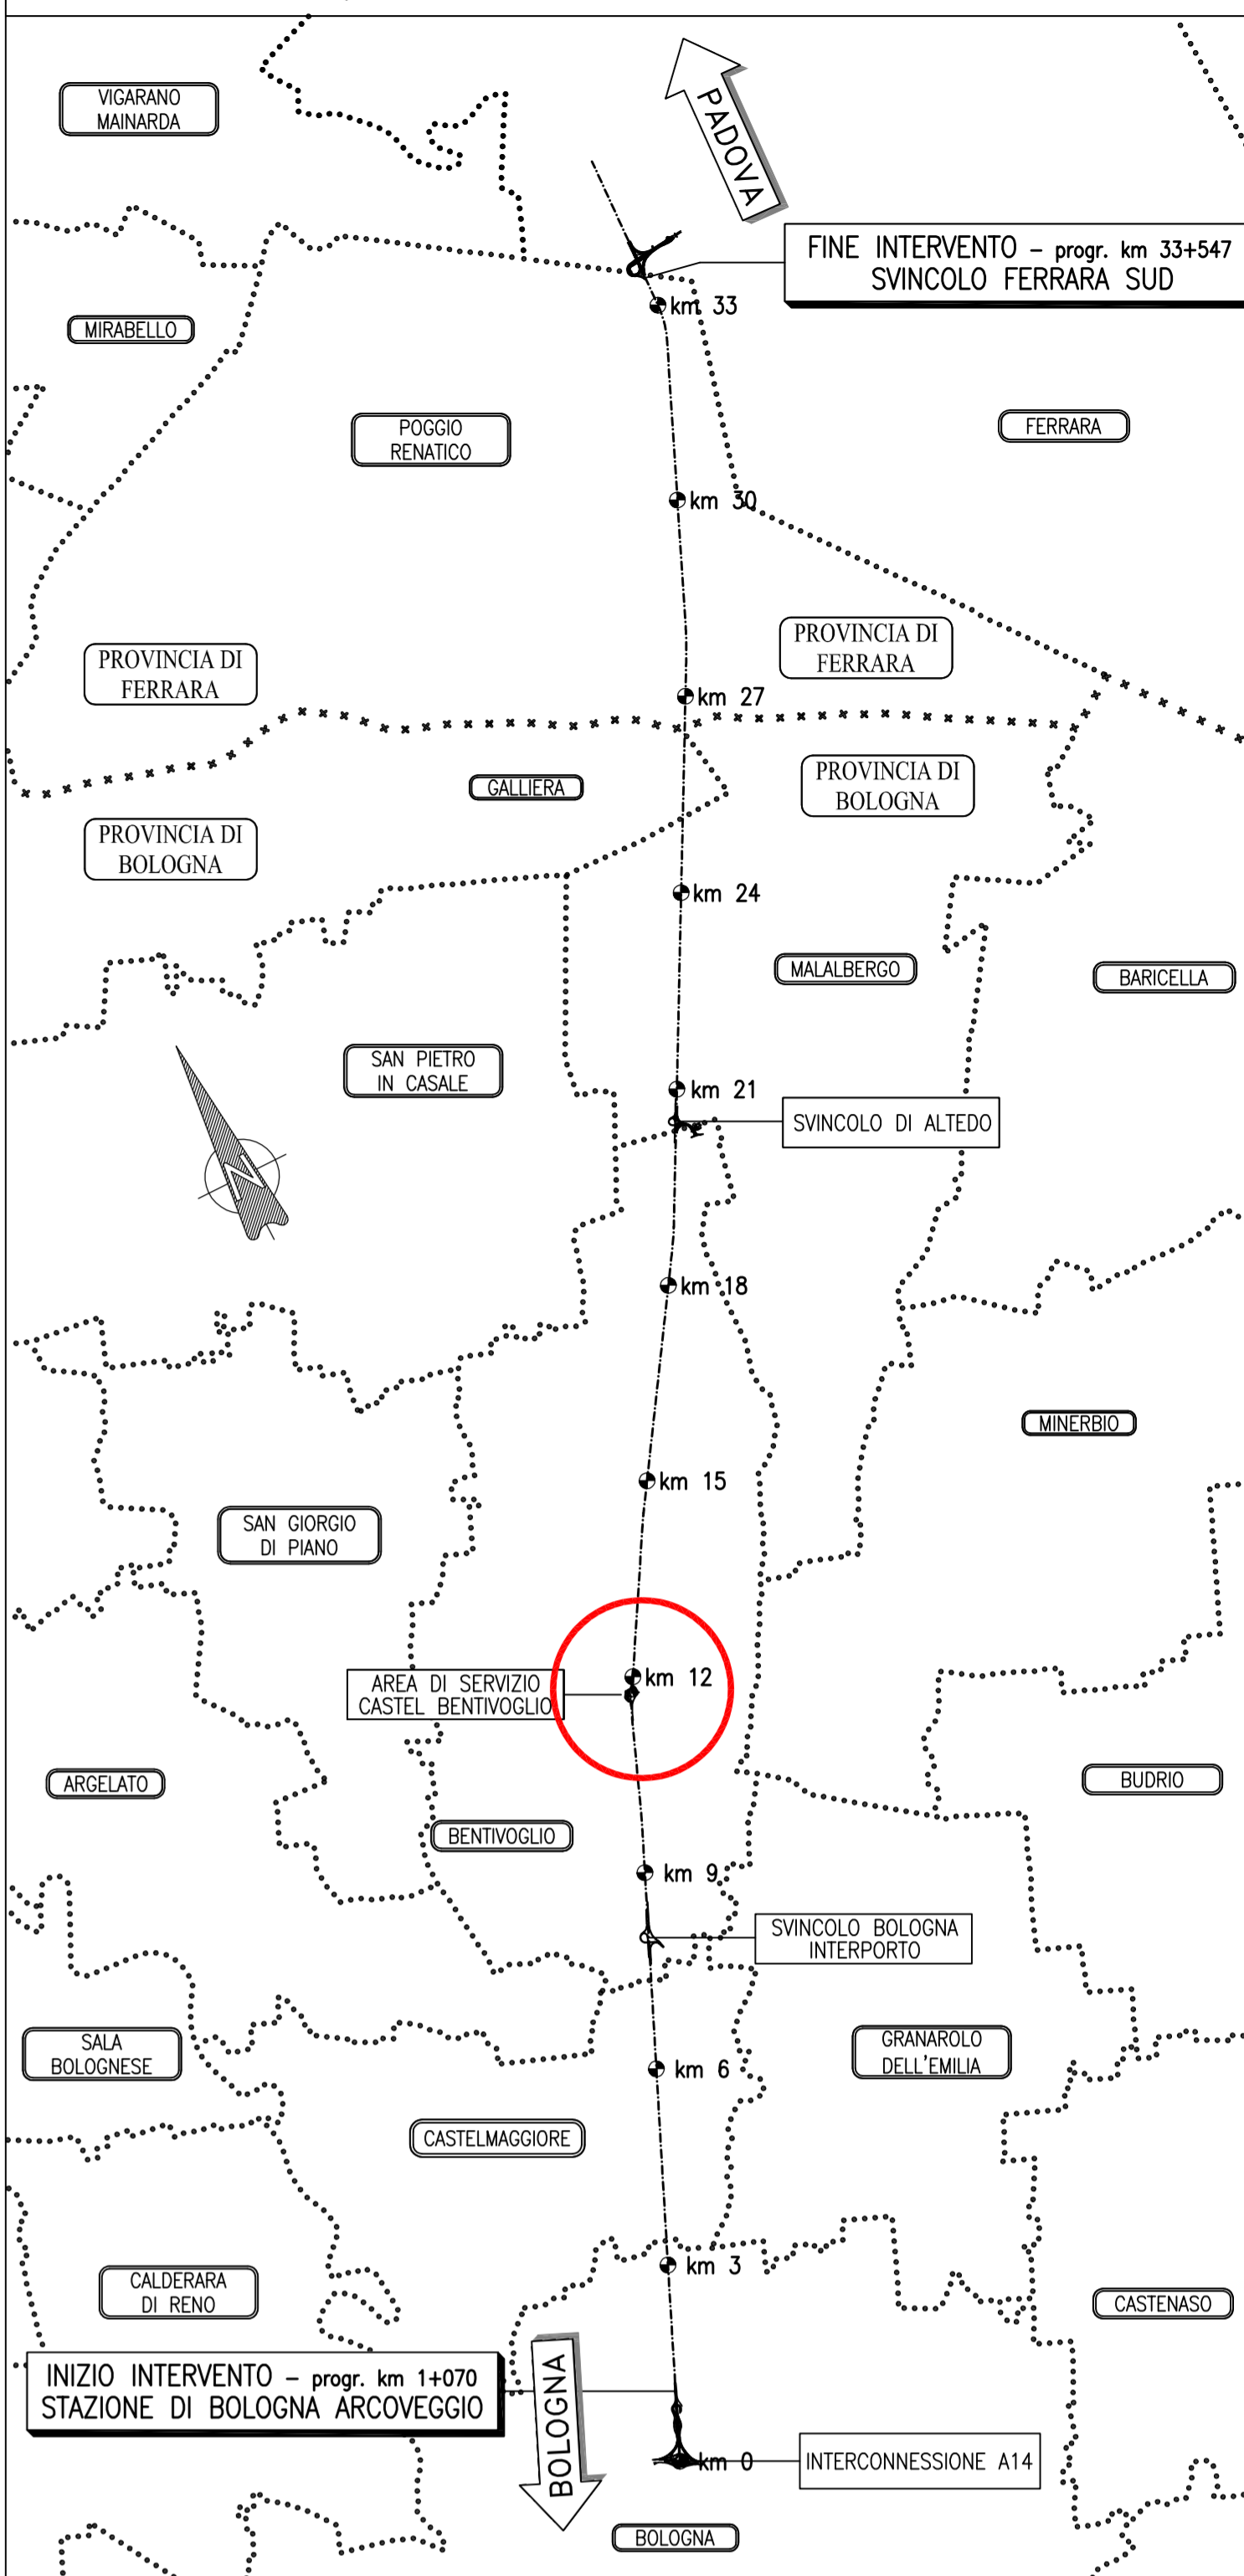 VIGARANO
MAINARDA
PADOVA
FINE INTERVENTO – progr. km 33+547
SVINCOLO FERRARA SUD
km 33
MIRABELLO
POGGIO
RENATICO
FERRARA
km 30
PROVINCIA DI
FERRARA
PROVINCIA DI
FERRARA
km 27
GALLIERA
PROVINCIA DI
BOLOGNA
PROVINCIA DI
BOLOGNA
km 24
MALALBERGO
BARICELLA
SAN PIETRO
IN CASALE
km 21
SVINCOLO DI ALTEDO
N
km 18
MINERBIO
km 15
SAN GIORGIO
DI PIANO
km 12
AREA DI SERVIZIO
CASTEL BENTIVOGLIO
ARGELATO
BUDRIO
BENTIVOGLIO
km 9
SVINCOLO BOLOGNA
INTERPORTO
SALA
BOLOGNESE
GRANAROLO
DELL'EMILIA
km 6
CASTELMAGGIORE
km 3
CALDERARA
DI RENO
CASTENASO
INIZIO INTERVENTO – progr. km 1+070
STAZIONE DI BOLOGNA ARCOVEGGIO
BOLOGNA
km 0
INTERCONNESSIONE A14
BOLOGNA